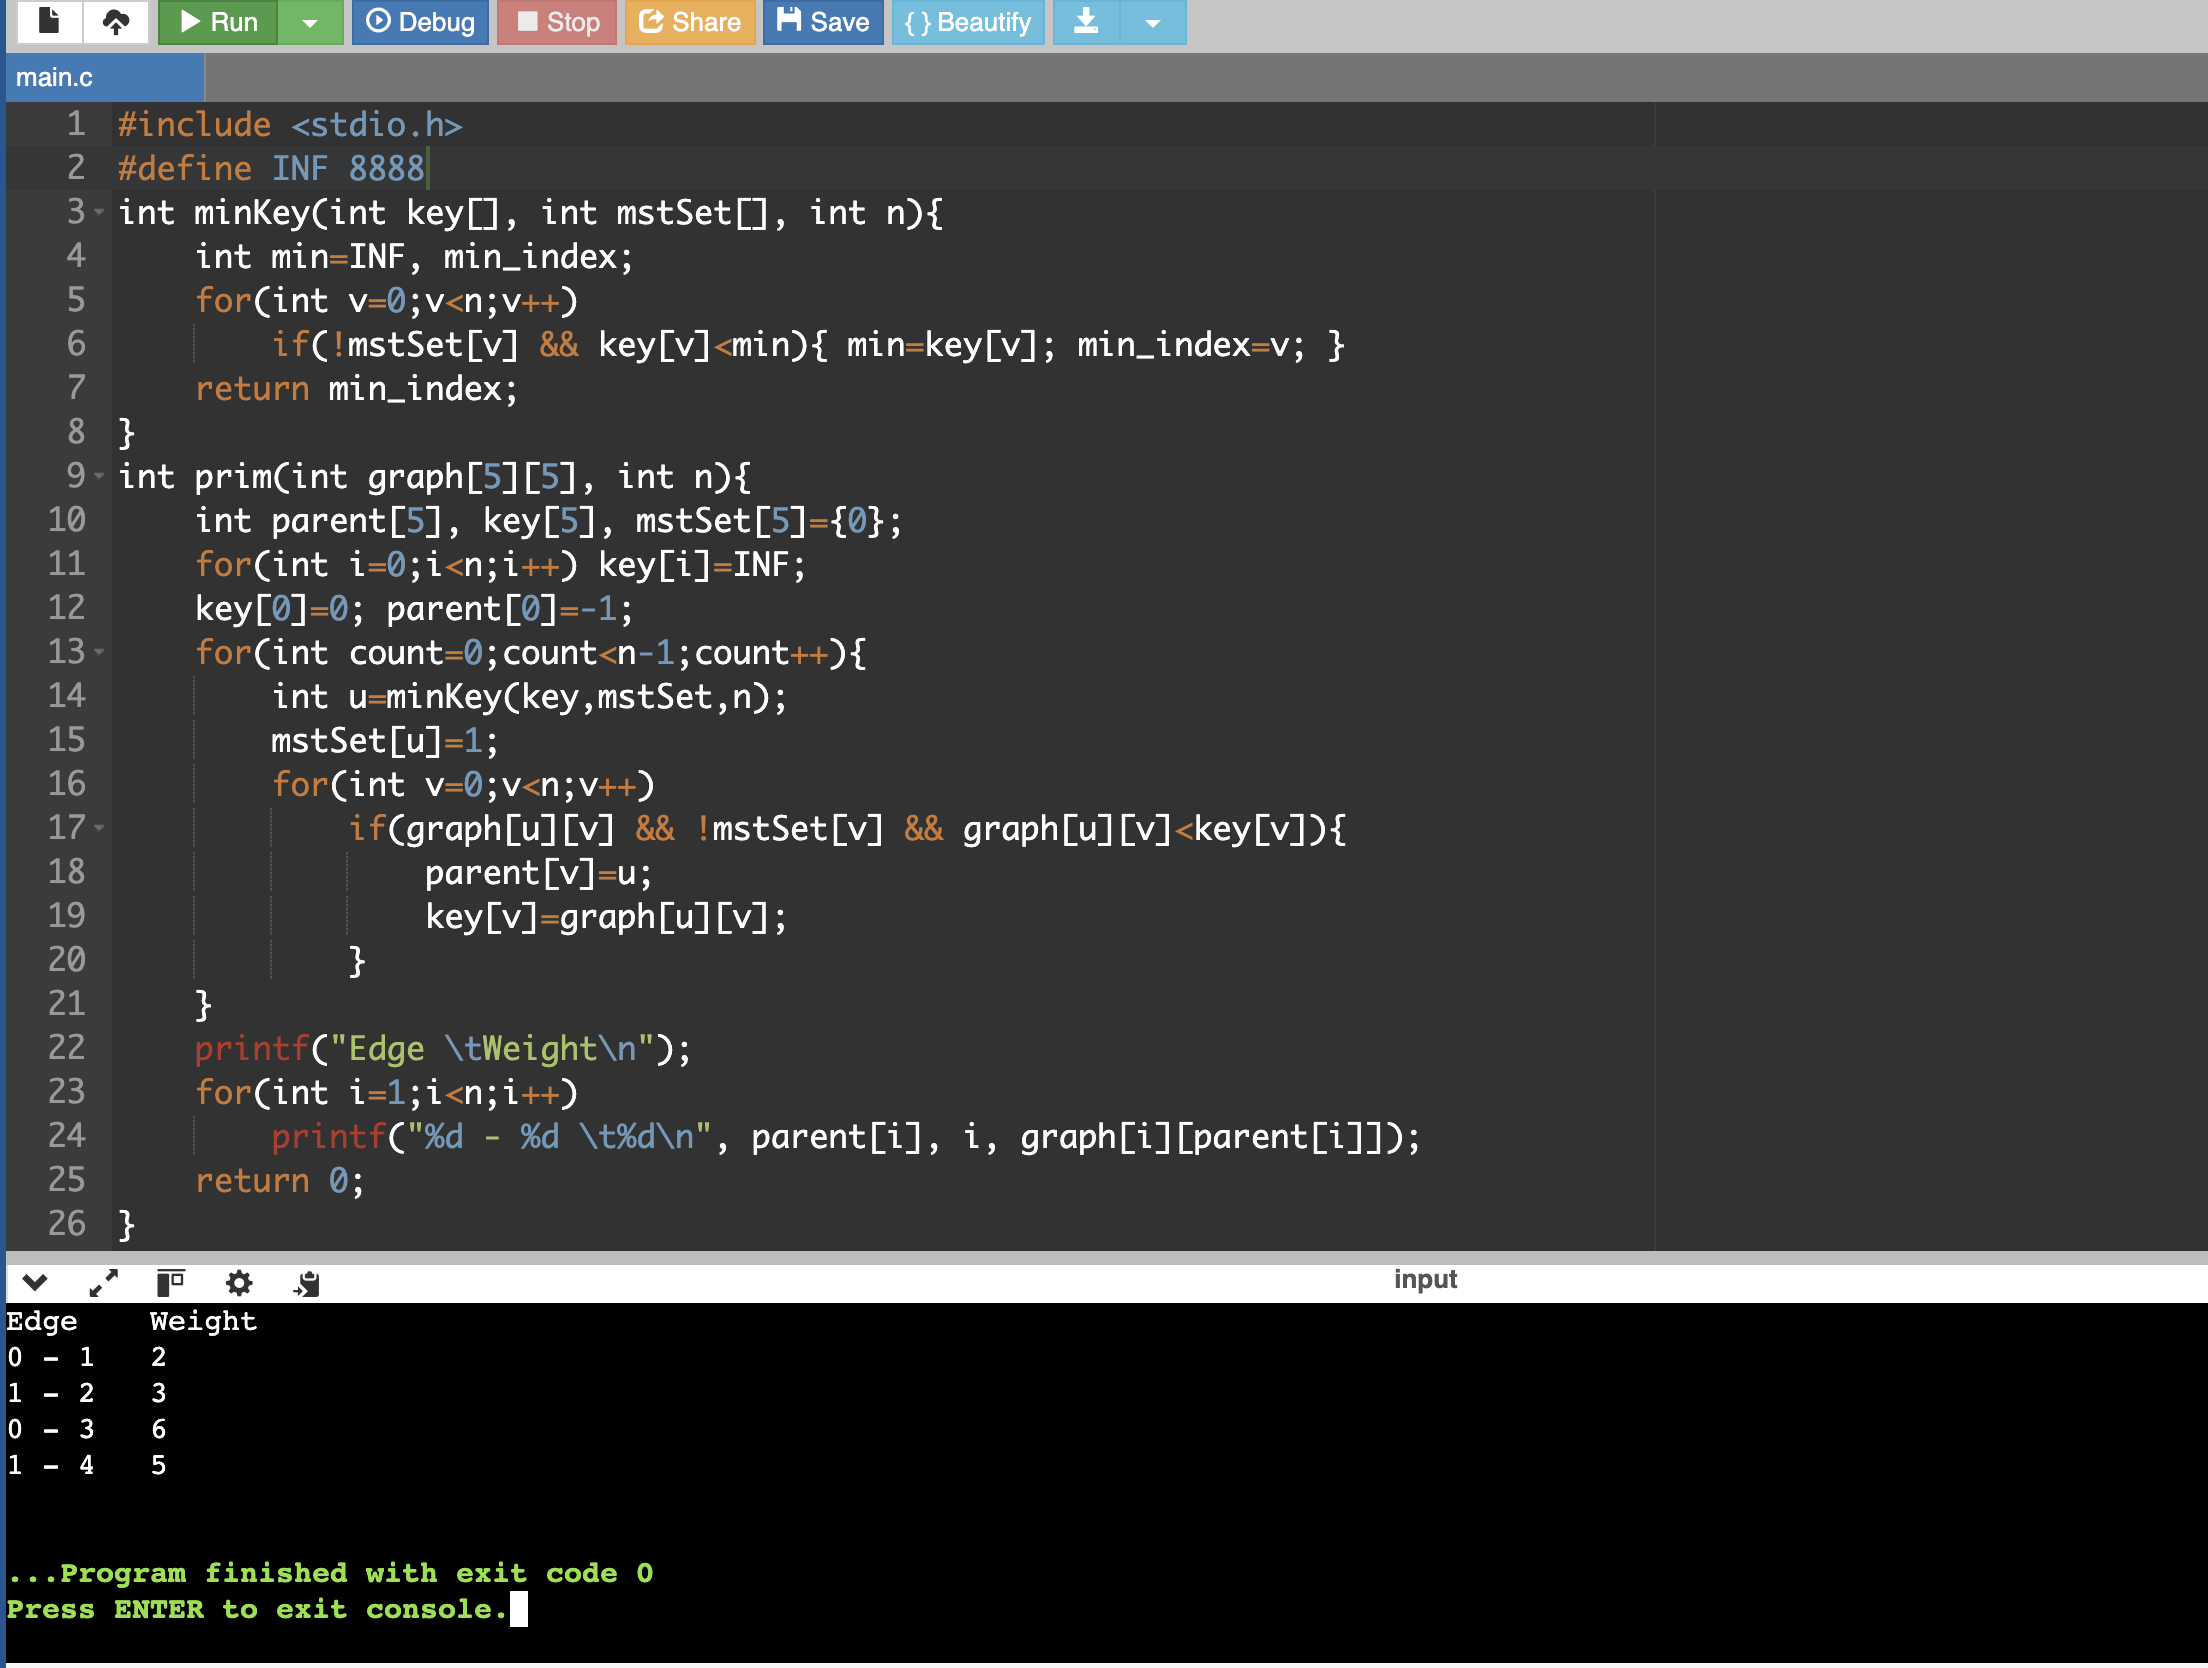 Run Debug Stop Share Save { } Beautify
main.c
1 #include <stdio.h>
2 #define INF 8888
3 int minKey(int key[], int mstSet[], int n){
4     int min=INF, min_index;
5     for(int v=0;v<n;v++)
6         if(!mstSet[v] && key[v]<min){ min=key[v]; min_index=v; }
7     return min_index;
8 }
9 int prim(int graph[5][5], int n){
10     int parent[5], key[5], mstSet[5]={0};
11     for(int i=0;i<n;i++) key[i]=INF;
12     key[0]=0; parent[0]=-1;
13     for(int count=0;count<n-1;count++){
14         int u=minKey(key,mstSet,n);
15         mstSet[u]=1;
16         for(int v=0;v<n;v++)
17             if(graph[u][v] && !mstSet[v] && graph[u][v]<key[v]){
18                 parent[v]=u;
19                 key[v]=graph[u][v];
20             }
21     }
22     printf("Edge \tWeight\n");
23     for(int i=1;i<n;i++)
24         printf("%d - %d \t%d\n", parent[i], i, graph[i][parent[i]]);
25     return 0;
26 }
input
Edge    Weight
0 - 1   2
1 - 2   3
0 - 3   6
1 - 4   5
...Program finished with exit code 0
Press ENTER to exit console.